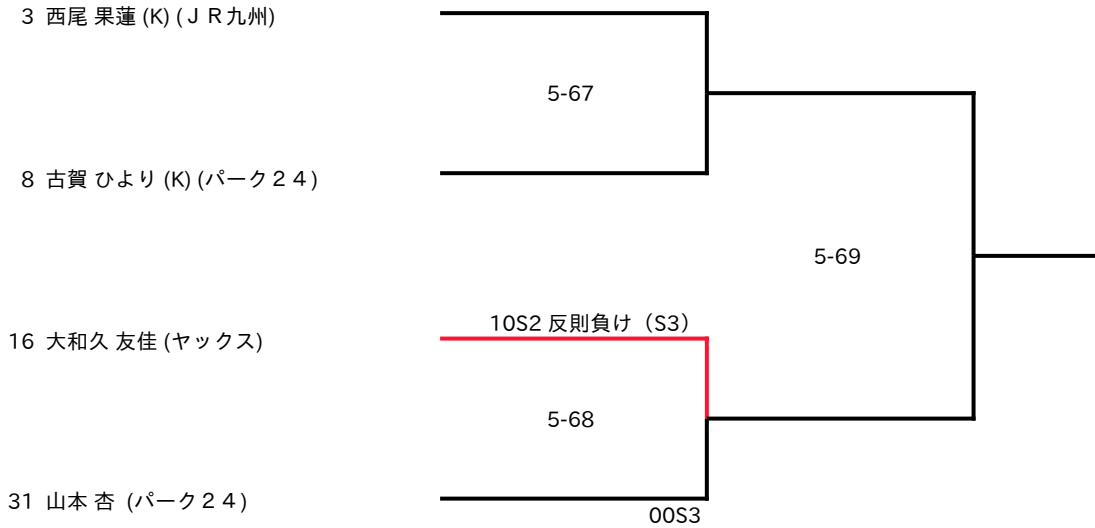 3 西尾 果蓮 (K) (ＪＲ九州)
5-67
8 古賀 ひより (K) (パーク２４)
5-69
10S2 反則負け（S3）
16 大和久 友佳 (ヤックス)
5-68
31 山本 杏 (パーク２４)
00S3